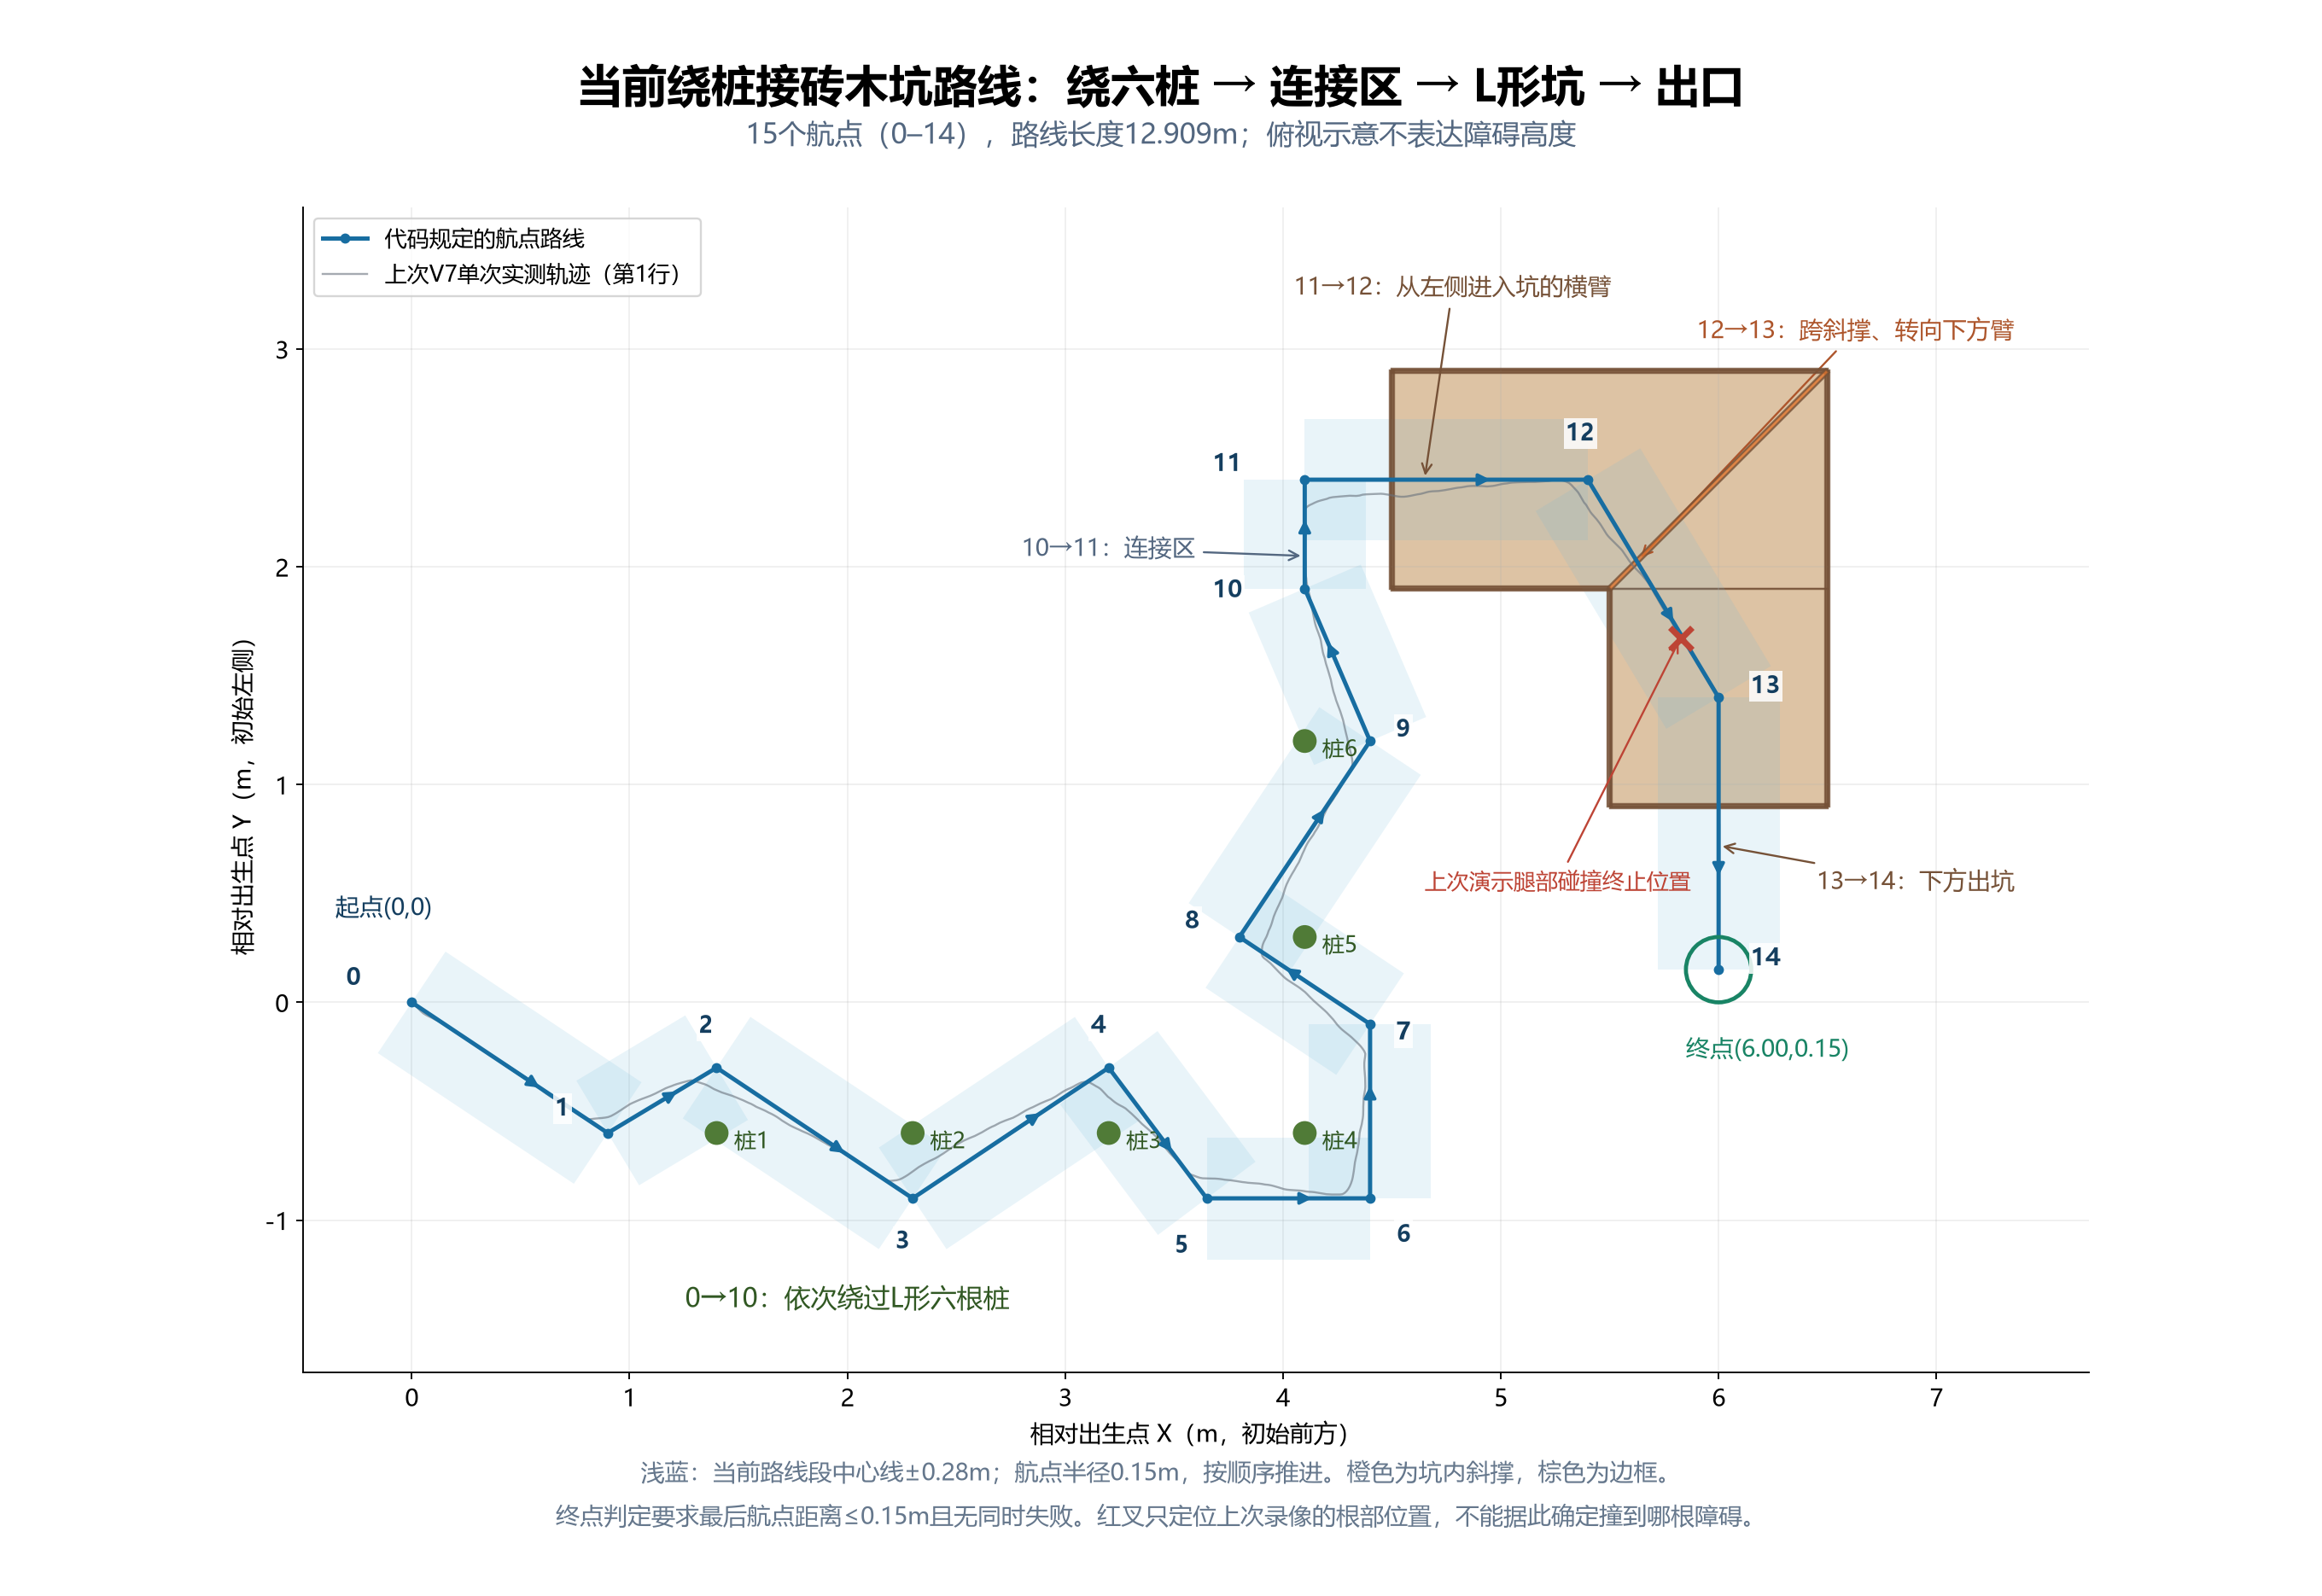 当前绕桩接砖木坑路线：绕六桩 → 连接区 → L形坑 → 出口
15个航点（0–14），路线长度12.909m；俯视示意不表达障碍高度
代码规定的航点路线
上次V7单次实测轨迹（第1行）
11→12：从左侧进入坑的横臂
12→13：跨斜撑、转向下方臂
3
12
11
10→11：连接区
2
10
13
9
桩6
1
上次演示腿部碰撞终止位置
13→14：下方出坑
起点(0,0)
8
桩5
14
0
0
2
4
7
终点(6.00,0.15)
1
桩1
桩2
桩3
桩4
-1
3
5
6
0→10：依次绕过L形六根桩
相对出生点 Y（m，初始左侧）
0
1
2
3
4
5
6
7
相对出生点 X（m，初始前方）
浅蓝：当前路线段中心线±0.28m；航点半径0.15m，按顺序推进。橙色为坑内斜撑，棕色为边框。
终点判定要求最后航点距离≤0.15m且无同时失败。红叉只定位上次录像的根部位置，不能据此确定撞到哪根障碍。